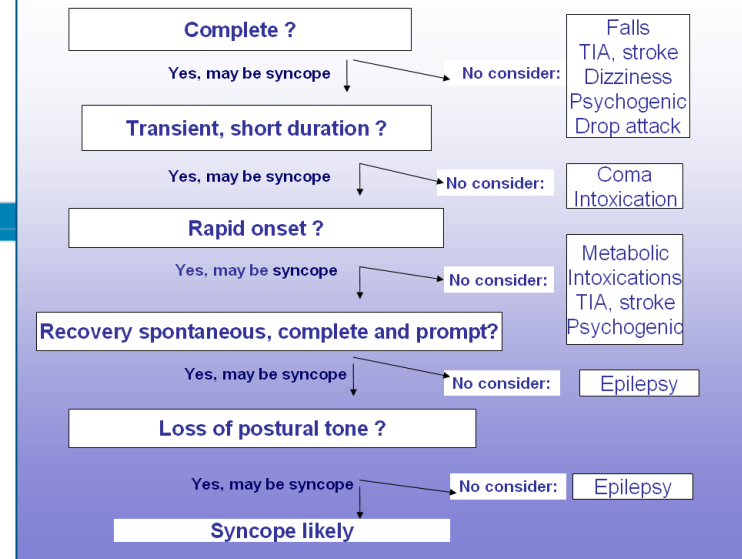 Complete ?
Yes, may be syncope
No consider:
Falls
TIA, stroke
Dizziness
Psychogenic
Drop attack
Transient, short duration ?
Yes, may be syncope
No consider:
Coma
Intoxication
Rapid onset ?
Yes, may be syncope
No consider:
Metabolic
Intoxications
TIA, stroke
Psychogenic
Recovery spontaneous, complete and prompt?
Yes, may be syncope
No consider:
Epilepsy
Loss of postural tone ?
Yes, may be syncope
No consider:
Epilepsy
Syncope likely